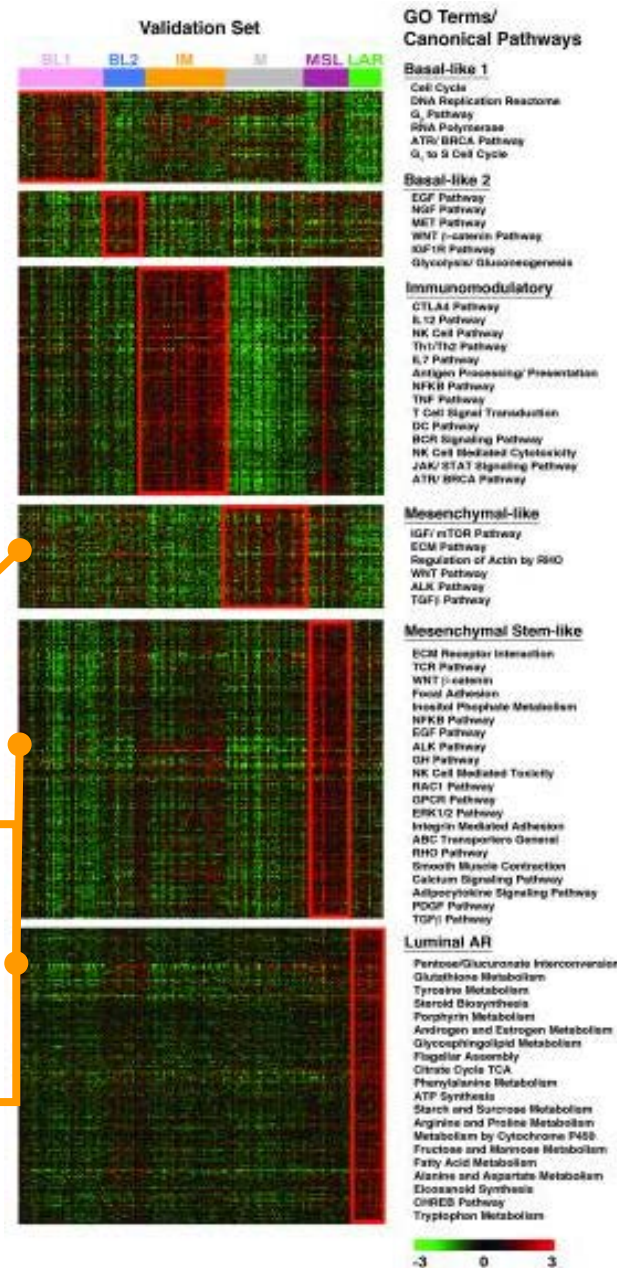 Validation Set
GO Terms/
Canonical Pathways
BL1 BL2 IM M MSL LAR
Basal-like 1
Cell Cycle
DNA Replication Reactome
G₂ Pathway
RNA Polymerase
ATR/ BRCA Pathway
G₁ to S Cell Cycle
Basal-like 2
EGF Pathway
NGF Pathway
MET Pathway
WNT β-catenin Pathway
IGF1R Pathway
Glycolysis/ Gluconeogenesis
Immunomodulatory
CTLA4 Pathway
IL12 Pathway
NK Cell Pathway
Th1/Th2 Pathway
IL7 Pathway
Antigen Processing/ Presentation
NFKB Pathway
TNF Pathway
T Cell Signal Transduction
DC Pathway
BCR Signaling Pathway
NK Cell Mediated Cytotoxicity
JAK/ STAT Signaling Pathway
ATR/ BRCA Pathway
Mesenchymal-like
IGF/ mTOR Pathway
ECM Pathway
Regulation of Actin by RHO
WNT Pathway
ALK Pathway
TGFβ Pathway
Mesenchymal Stem-like
ECM Receptor Interaction
TCR Pathway
WNT β-catenin
Focal Adhesion
Inositol Phosphate Metabolism
NFKB Pathway
EGF Pathway
ALK Pathway
GH Pathway
NK Cell Mediated Toxicity
RAC1 Pathway
GPCR Pathway
ERK1/2 Pathway
Integrin Mediated Adhesion
ABC Transporters General
RHO Pathway
Smooth Muscle Contraction
Calcium Signaling Pathway
Adipocytokine Signaling Pathway
PDGF Pathway
TGFβ Pathway
Luminal AR
Pentose/Glucuronate Interconversion
Glutathione Metabolism
Tyrosine Metabolism
Steroid Biosynthesis
Porphyrin Metabolism
Androgen and Estrogen Metabolism
Glycosphingolipid Metabolism
Flagellar Assembly
Citrate Cycle TCA
Phenylalanine Metabolism
ATP Synthesis
Starch and Surcrose Metabolism
Arginine and Proline Metabolism
Metabolism by Cytochrome P450
Fructose and Mannose Metabolism
Fatty Acid Metabolism
Alanine and Aspartate Metabolism
Eicosanoid Synthesis
CHREB Pathway
Tryptophan Metabolism
-3 0 3